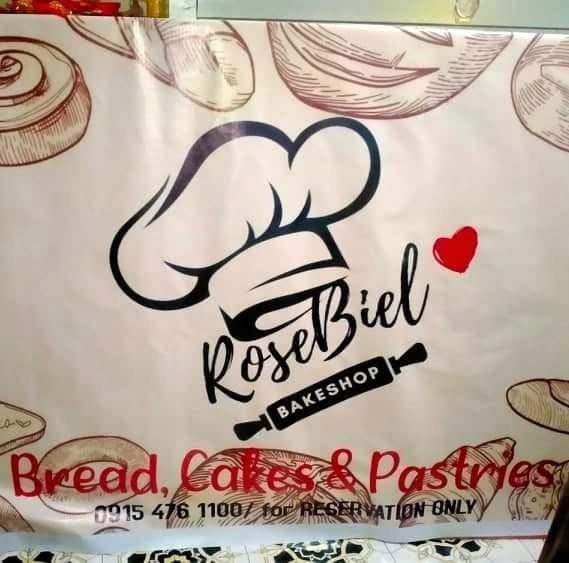 RoseBiel
BAKESHOP
Bread, Cakes & Pastries
0915 476 1100/ for RESERVATION ONLY